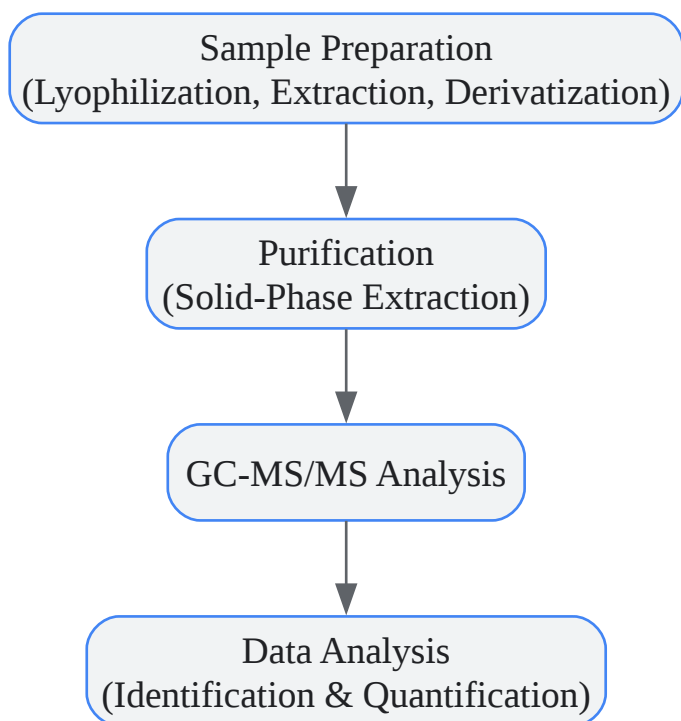 Sample Preparation
(Lyophilization, Extraction, Derivatization)
Purification
(Solid-Phase Extraction)
GC-MS/MS Analysis
Data Analysis
(Identification & Quantification)